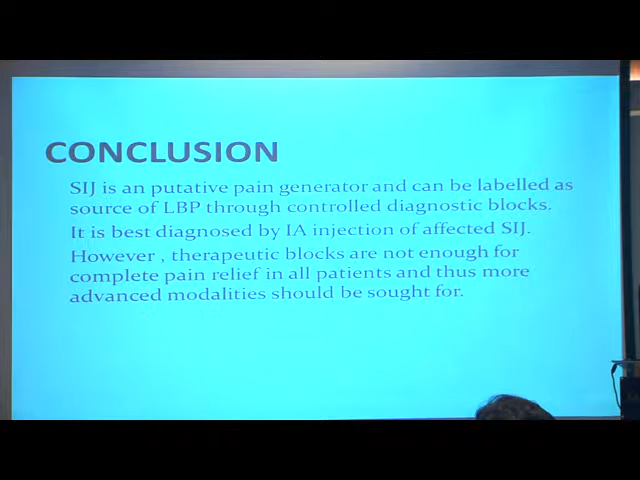 CONCLUSION
SIJ is an putative pain generator and can be labelled as
source of LBP through controlled diagnostic blocks.
It is best diagnosed by IA injection of affected SIJ.
However , therapeutic blocks are not enough for
complete pain relief in all patients and thus more
advanced modalities should be sought for.